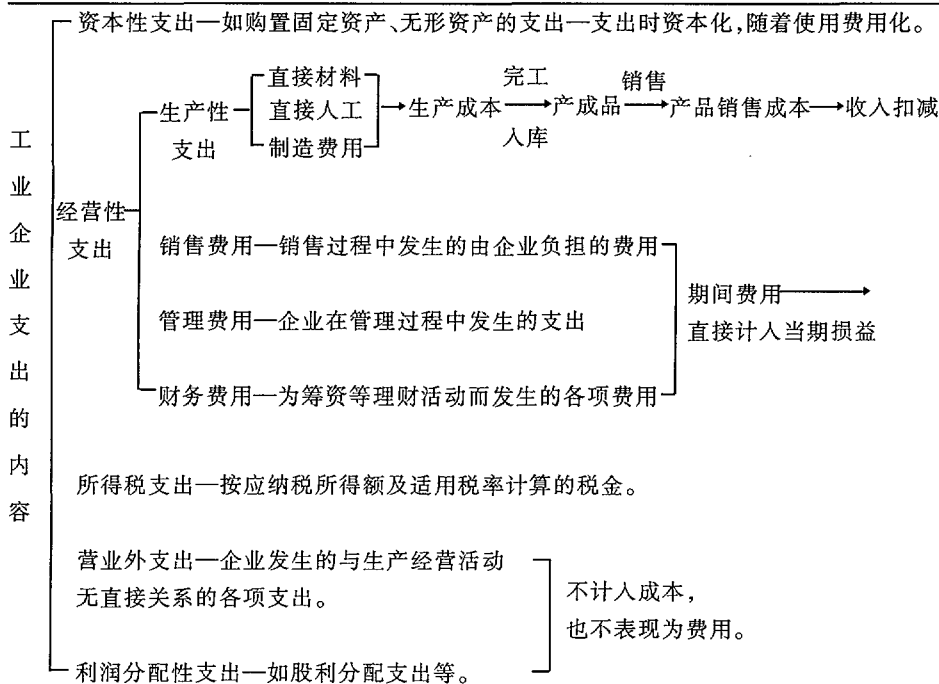 资本性支出—如购置固定资产、无形资产的支出—支出时资本化,随着使用费用化。
工业企业支出的内容
经营性
支出
生产性
支出
直接材料
直接人工
制造费用
生产成本
完工
入库
产成品
销售
产品销售成本
收入扣减
销售费用—销售过程中发生的由企业负担的费用
管理费用—企业在管理过程中发生的支出
财务费用—为筹资等理财活动而发生的各项费用
期间费用
直接计人当期损益
所得税支出—按应纳税所得额及适用税率计算的税金。
营业外支出—企业发生的与生产经营活动
无直接关系的各项支出。
利润分配性支出—如股利分配支出等。
不计入成本,
也不表现为费用。